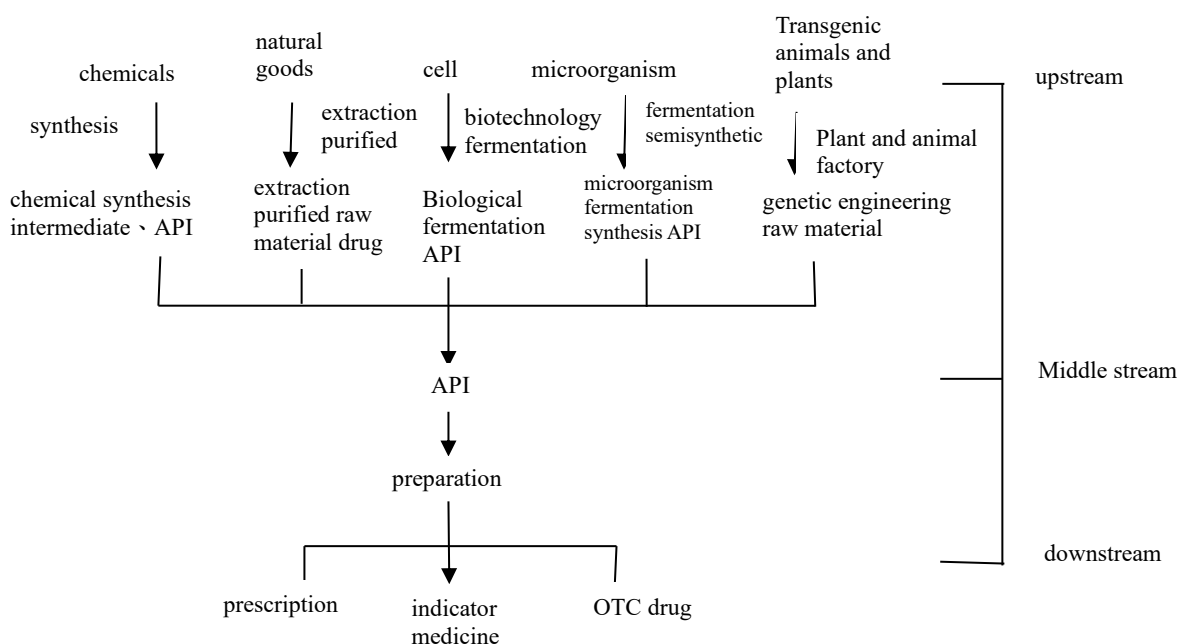 natural
goods
Transgenic
animals and
plants
chemicals
cell
microorganism
upstream
synthesis
extraction
purified
biotechnology
fermentation
fermentation
semisynthetic
Plant and animal
factory
chemical synthesis
intermediate、API
extraction
purified raw
material drug
Biological
fermentation
API
microorganism
fermentation
synthesis API
genetic engineering
raw material
API
Middle stream
preparation
downstream
prescription
indicator
medicine
OTC drug